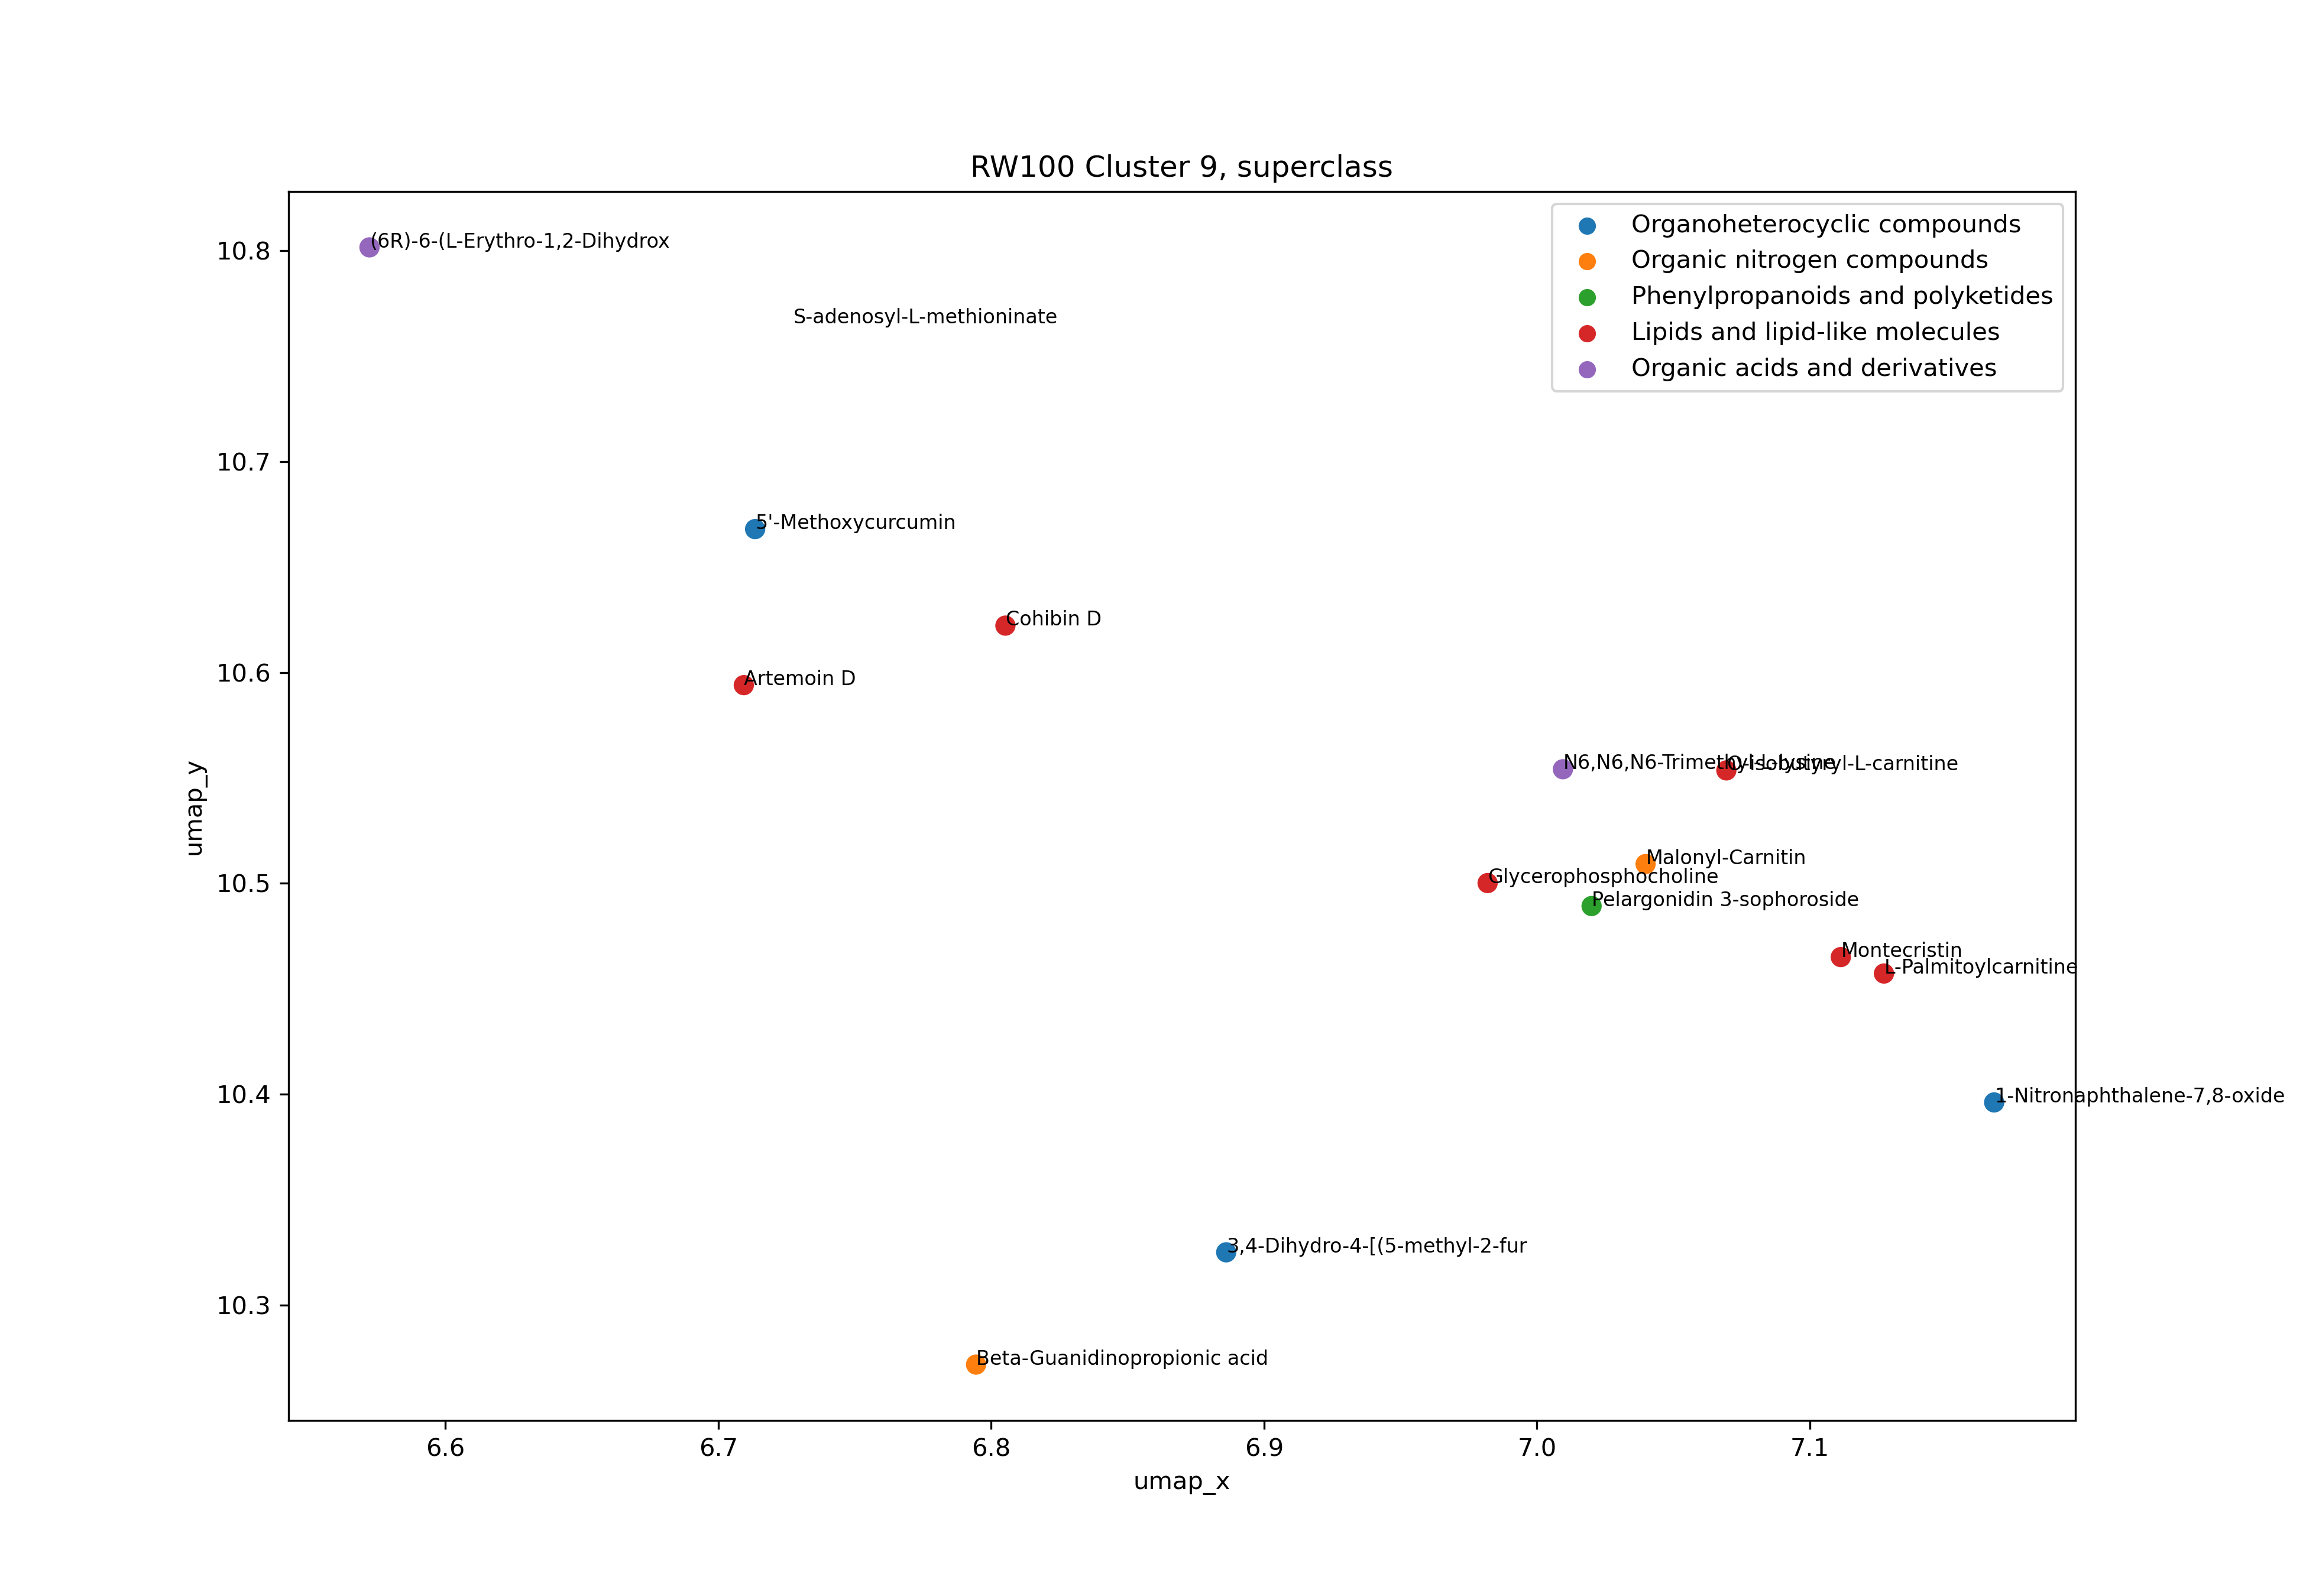 RW100 Cluster 9, superclass
Organoheterocyclic compounds
Organic nitrogen compounds
Phenylpropanoids and polyketides
Lipids and lipid-like molecules
Organic acids and derivatives
(6R)-6-(L-Erythro-1,2-Dihydrox
S-adenosyl-L-methioninate
5'-Methoxycurcumin
Cohibin D
Artemoin D
N6,N6,N6-Trimethyl-L-lysine
O-isobutyryl-L-carnitine
Malonyl-Carnitin
Glycerophosphocholine
Pelargonidin 3-sophoroside
Montecristin
L-Palmitoylcarnitine
1-Nitronaphthalene-7,8-oxide
3,4-Dihydro-4-[(5-methyl-2-fur
Beta-Guanidinopropionic acid
10.8
10.7
10.6
10.5
10.4
10.3
umap_y
6.6
6.7
6.8
6.9
7.0
7.1
umap_x